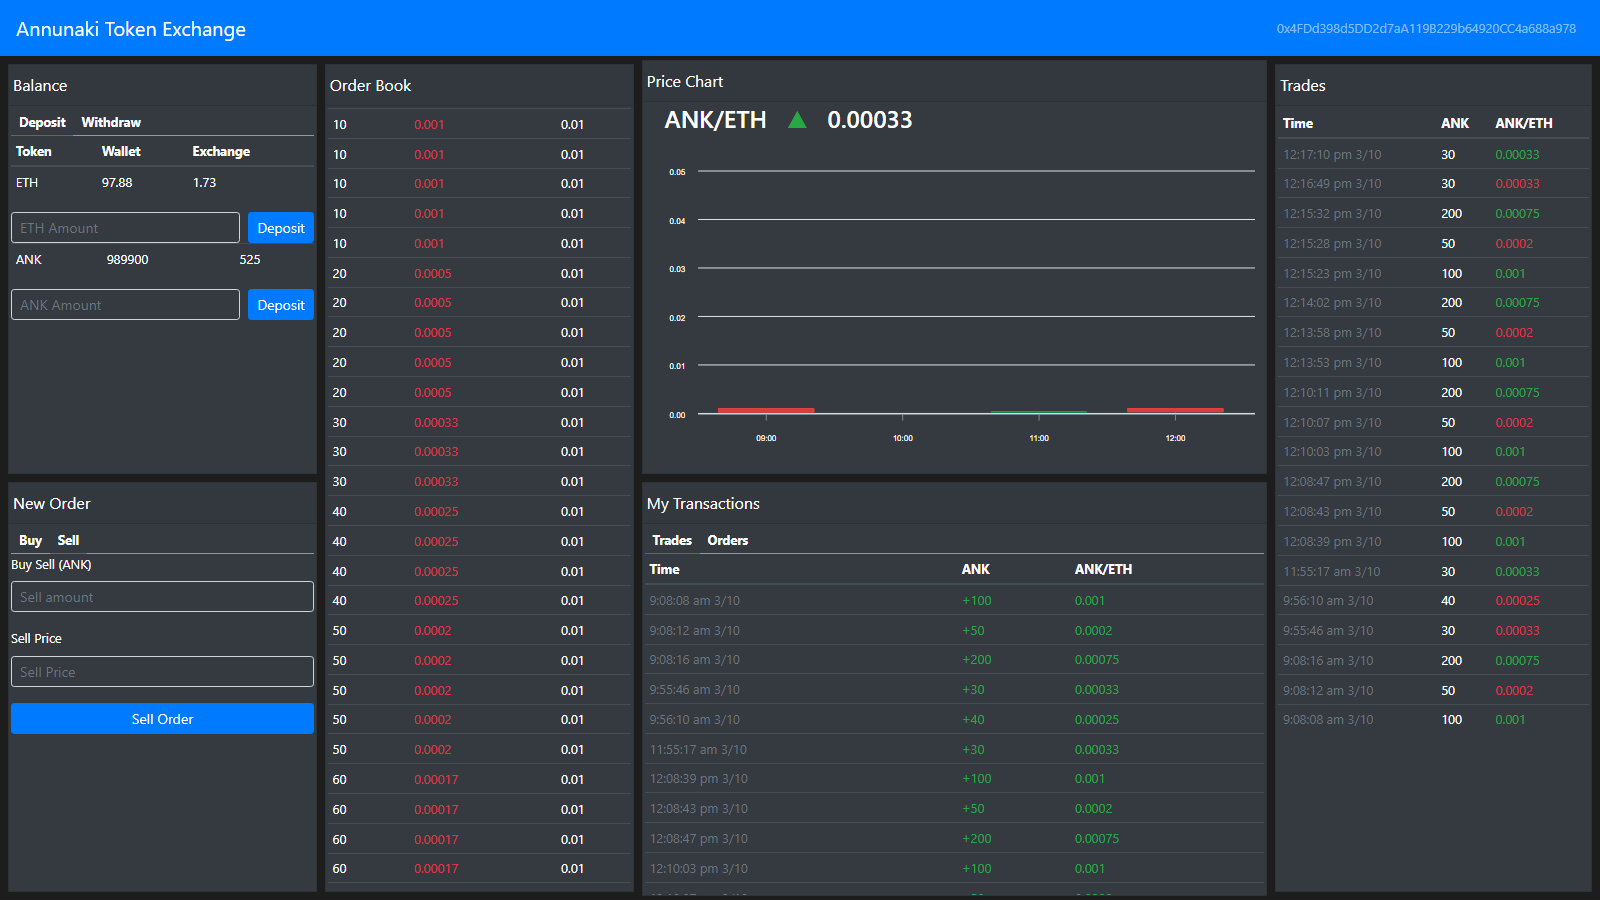 Annunaki Token Exchange
0x4FDd398d5DD2d7aA119B229b64920CC4a688a978
Balance
Deposit Withdraw
Token Wallet Exchange
ETH 97.88 1.73
ETH Amount Deposit
ANK 989900 525
ANK Amount Deposit
New Order
Buy Sell
Buy Sell (ANK)
Sell amount
Sell Price
Sell Price
Sell Order
Order Book
10 0.001 0.01
10 0.001 0.01
10 0.001 0.01
10 0.001 0.01
10 0.001 0.01
20 0.0005 0.01
20 0.0005 0.01
20 0.0005 0.01
20 0.0005 0.01
20 0.0005 0.01
30 0.00033 0.01
30 0.00033 0.01
30 0.00033 0.01
40 0.00025 0.01
40 0.00025 0.01
40 0.00025 0.01
40 0.00025 0.01
50 0.0002 0.01
50 0.0002 0.01
50 0.0002 0.01
50 0.0002 0.01
50 0.0002 0.01
60 0.00017 0.01
60 0.00017 0.01
60 0.00017 0.01
60 0.00017 0.01
Price Chart
ANK/ETH ▲ 0.00033
0.05
0.04
0.03
0.02
0.01
0.00
09:00 10:00 11:00 12:00
My Transactions
Trades Orders
Time ANK ANK/ETH
9:08:08 am 3/10 +100 0.001
9:08:12 am 3/10 +50 0.0002
9:08:16 am 3/10 +200 0.00075
9:55:46 am 3/10 +30 0.00033
9:56:10 am 3/10 +40 0.00025
11:55:17 am 3/10 +30 0.00033
12:08:39 pm 3/10 +100 0.001
12:08:43 pm 3/10 +50 0.0002
12:08:47 pm 3/10 +200 0.00075
12:10:03 pm 3/10 +100 0.001
Trades
Time ANK ANK/ETH
12:17:10 pm 3/10 30 0.00033
12:16:49 pm 3/10 30 0.00033
12:15:32 pm 3/10 200 0.00075
12:15:28 pm 3/10 50 0.0002
12:15:23 pm 3/10 100 0.001
12:14:02 pm 3/10 200 0.00075
12:13:58 pm 3/10 50 0.0002
12:13:53 pm 3/10 100 0.001
12:10:11 pm 3/10 200 0.00075
12:10:07 pm 3/10 50 0.0002
12:10:03 pm 3/10 100 0.001
12:08:47 pm 3/10 200 0.00075
12:08:43 pm 3/10 50 0.0002
12:08:39 pm 3/10 100 0.001
11:55:17 am 3/10 30 0.00033
9:56:10 am 3/10 40 0.00025
9:55:46 am 3/10 30 0.00033
9:08:16 am 3/10 200 0.00075
9:08:12 am 3/10 50 0.0002
9:08:08 am 3/10 100 0.001